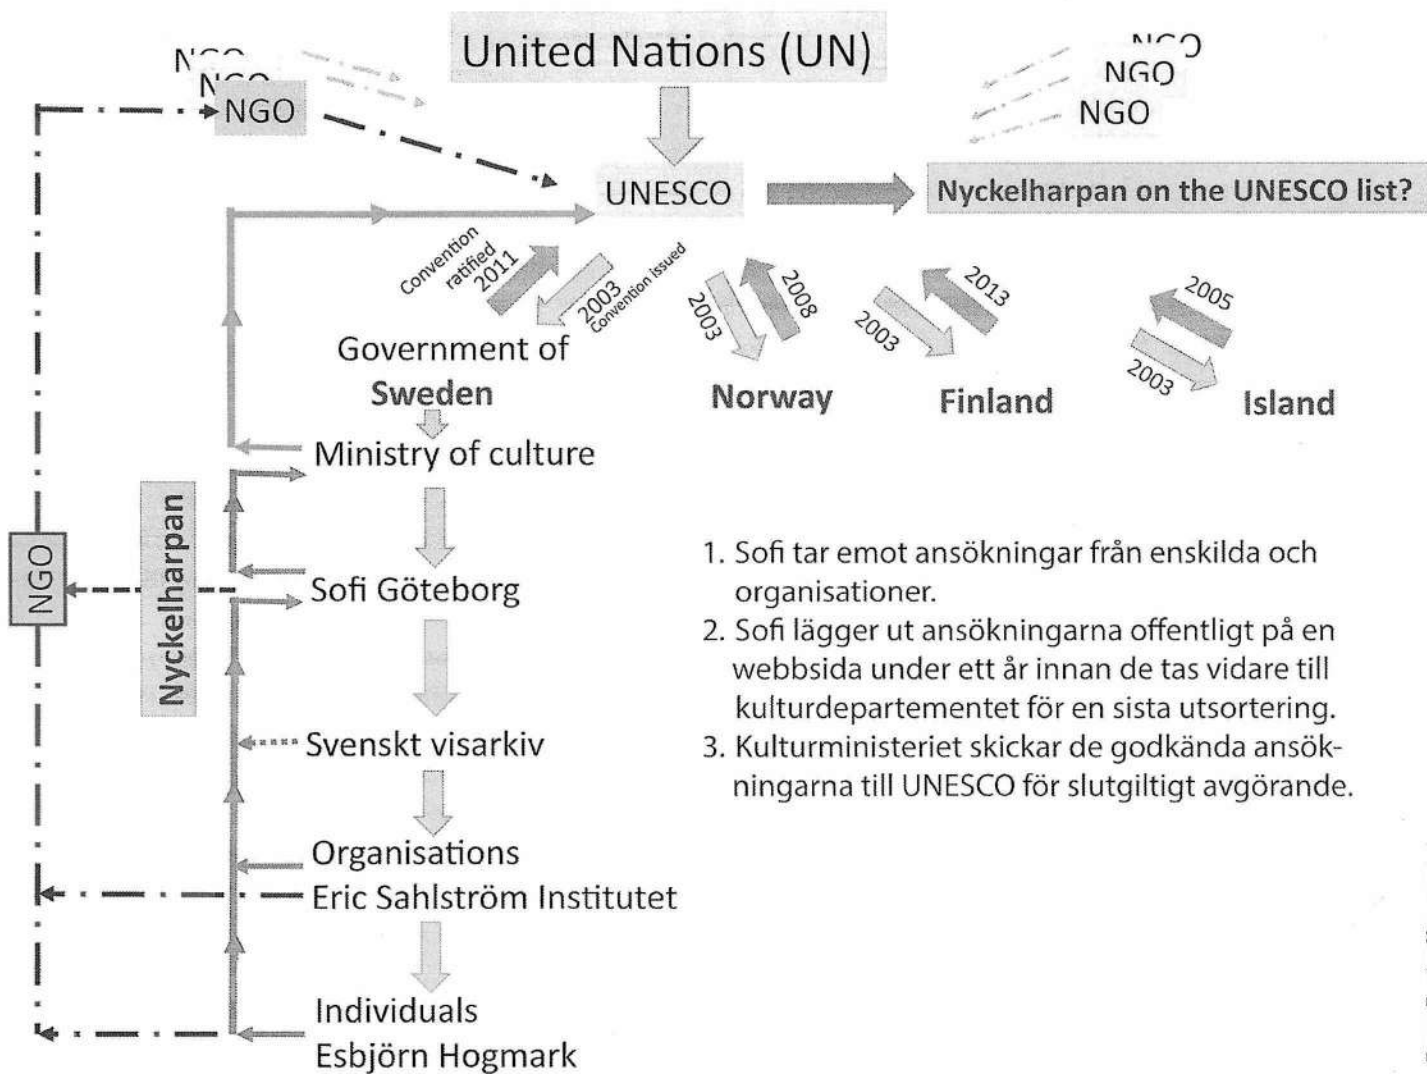 United Nations (UN)
NGO
NGO
NGO
NGO
NGO
NGO
UNESCO
Nyckelharpan on the UNESCO list?
Convention
ratified
2011
2003
Convention issued
2003
2008
2003
2013
2005
2003
Government of
Sweden
Norway
Finland
Island
Ministry of culture
Nyckelharpan
NGO
Sofi Göteborg
Svenskt visarkiv
Organisations
Eric Sahlström Institutet
Individuals
Esbjörn Hogmark
1. Sofi tar emot ansökningar från enskilda och
organisationer.
2. Sofi lägger ut ansökningarna offentligt på en
webbsida under ett år innan de tas vidare till
kulturdepartementet för en sista utsortering.
3. Kulturministeriet skickar de godkända ansök-
ningarna till UNESCO för slutgiltigt avgörande.